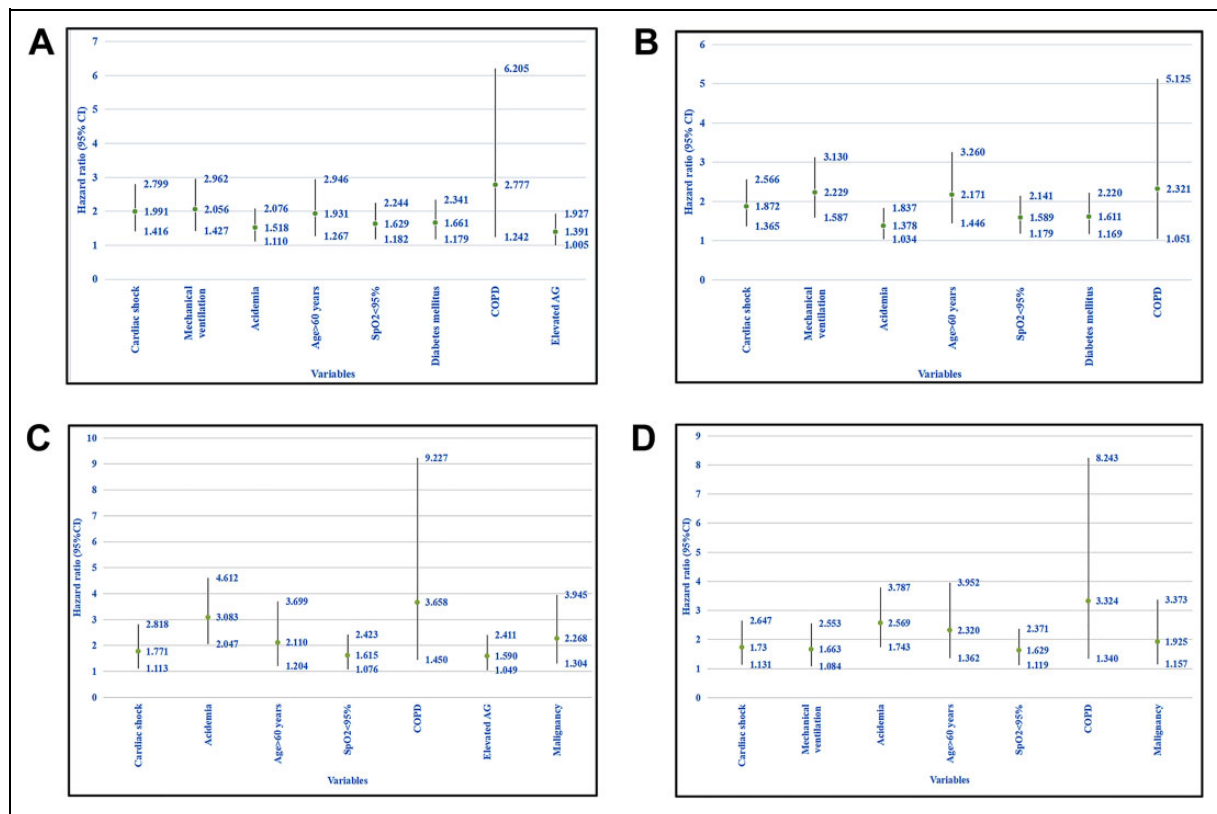 A
Hazard ratio (95% CI)
7
6
5
4
3
2
1
0
2.799
1.991
1.416
2.962
2.056
1.427
2.076
1.518
1.110
2.946
1.931
1.267
2.244
1.629
1.182
2.341
1.661
1.179
6.205
2.777
1.242
1.927
1.391
1.005
Cardiac shock
Mechanical
ventilation
Acidemia
Age>60 years
SpO2<95%
Diabetes mellitus
COPD
Elevated AG
Variables
B
Hazard ratio (95% CI)
6
5
4
3
2
1
0
2.566
1.872
1.365
3.130
2.229
1.587
1.837
1.378
1.034
3.260
2.171
1.446
2.141
1.589
1.179
2.220
1.611
1.169
5.125
2.321
1.051
Cardiac shock
Mechanical
ventilation
Acidemia
Age>60 years
SpO2<95%
Diabetes mellitus
COPD
Variables
C
Hazard ratio (95%CI)
10
9
8
7
6
5
4
3
2
1
0
2.818
1.771
1.113
4.612
3.083
2.047
3.699
2.110
1.204
2.423
1.615
1.076
9.227
3.658
1.450
2.411
1.590
1.049
3.945
2.268
1.304
Cardiac shock
Acidemia
Age>60 years
SpO2<95%
COPD
Elevated AG
Malignancy
Variables
D
Hazard ratio (95%CI)
9
8
7
6
5
4
3
2
1
0
2.647
1.73
1.131
2.553
1.663
1.084
3.787
2.569
1.743
3.952
2.320
1.362
2.371
1.629
1.119
8.243
3.324
1.340
3.373
1.925
1.157
Cardiac shock
Mechanical
ventilation
Acidemia
Age>60 years
SpO2<95%
COPD
Malignancy
Variables